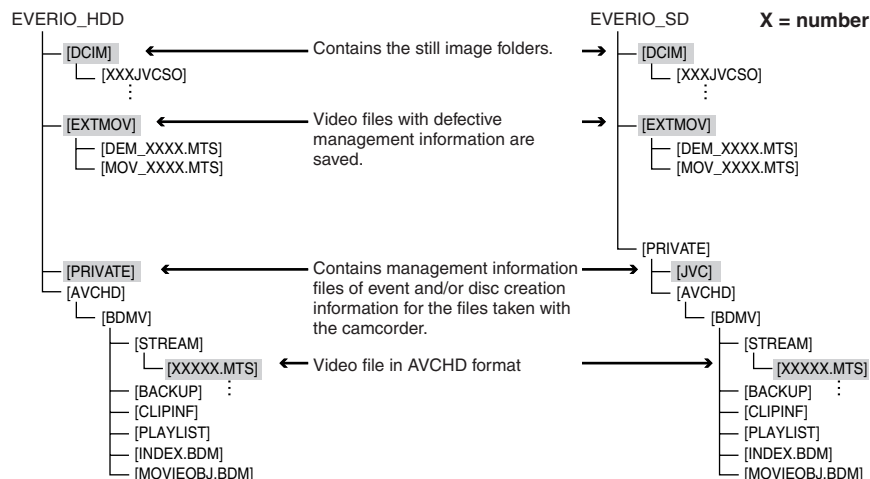 EVERIO_HDD
[DCIM]
[XXXJVCSO]
[EXTMOV]
[DEM_XXXX.MTS]
[MOV_XXXX.MTS]
[PRIVATE]
[AVCHD]
[BDMV]
[STREAM]
[XXXXX.MTS]
[BACKUP]
[CLIPINF]
[PLAYLIST]
[INDEX.BDM]
[MOVIEOBJ.BDM]
Contains the still image folders.
Video files with defective
management information are
saved.
Contains management information
files of event and/or disc creation
information for the files taken with
the camcorder.
Video file in AVCHD format
EVERIO_SD
X = number
[DCIM]
[XXXJVCSO]
[EXTMOV]
[DEM_XXXX.MTS]
[MOV_XXXX.MTS]
[PRIVATE]
[JVC]
[AVCHD]
[BDMV]
[STREAM]
[XXXXX.MTS]
[BACKUP]
[CLIPINF]
[PLAYLIST]
[INDEX.BDM]
[MOVIEOBJ.BDM]